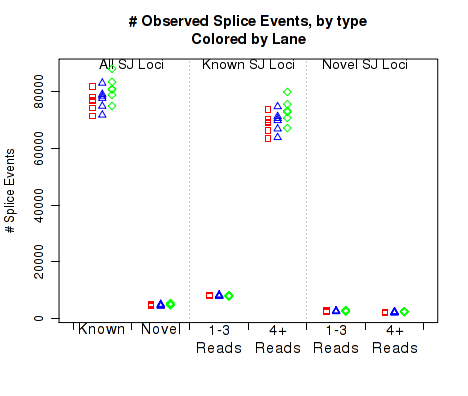 # Observed Splice Events, by type
Colored by Lane
All SJ Loci Known SJ Loci Novel SJ Loci
# Splice Events
80000
60000
40000
20000
0
Known Novel 1-3 4+ 1-3 4+
Reads Reads Reads Reads